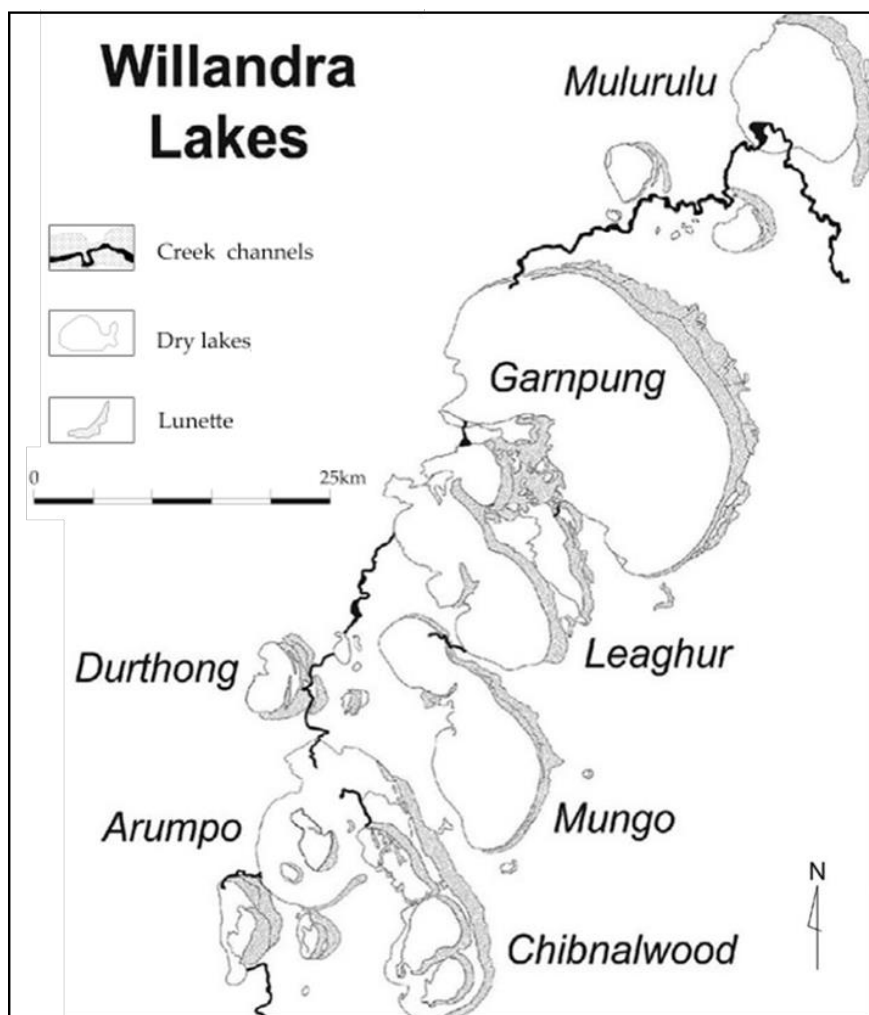 Willandra
Lakes
Mulurulu
Creek channels
Dry lakes
Garnpung
Lunette
0 25km
Durthong
Leaghur
Arumpo
Mungo
N
Chibnalwood